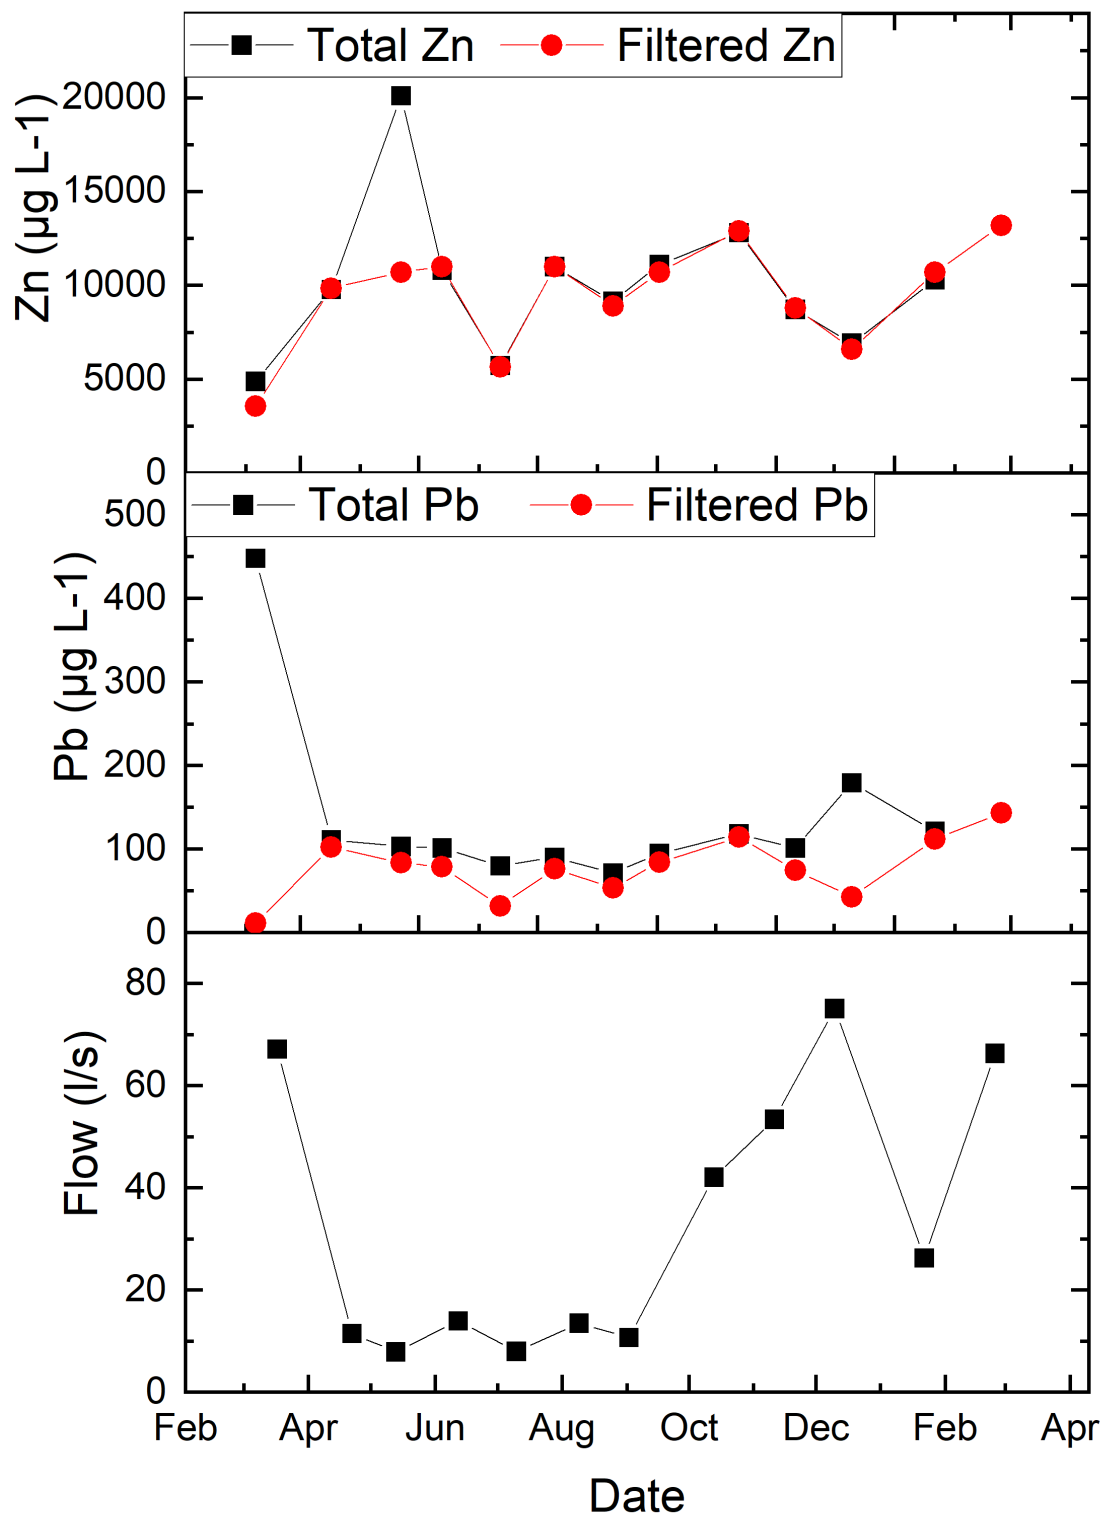 Total Zn Filtered Zn
Zn (µg L-1)
20000
15000
10000
5000
0
Total Pb Filtered Pb
Pb (µg L-1)
500
400
300
200
100
0
Flow (l/s)
80
60
40
20
0
Feb Apr Jun Aug Oct Dec Feb Apr
Date